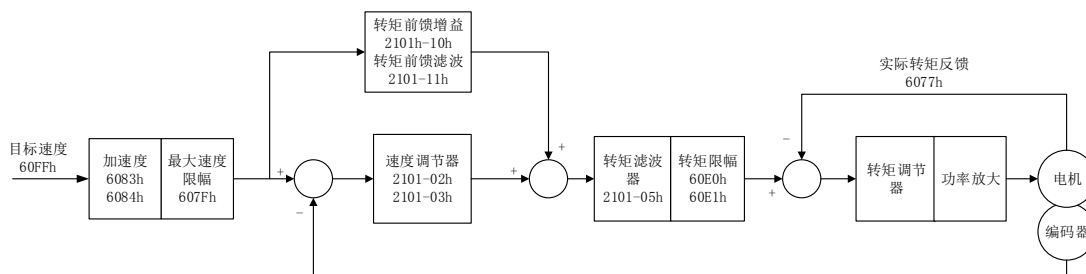 转矩前馈增益
2101h-10h
转矩前馈滤波
2101-11h
实际转矩反馈
6077h
目标速度
60FFh
加速度
6083h
6084h
最大速度
限幅
607Fh
+
-
速度调节器
2101-02h
2101-03h
+
+
转矩滤波
器
2101-05h
转矩限幅
60E0h
60E1h
+
-
转矩调节
器
功率放大
电机
编码器